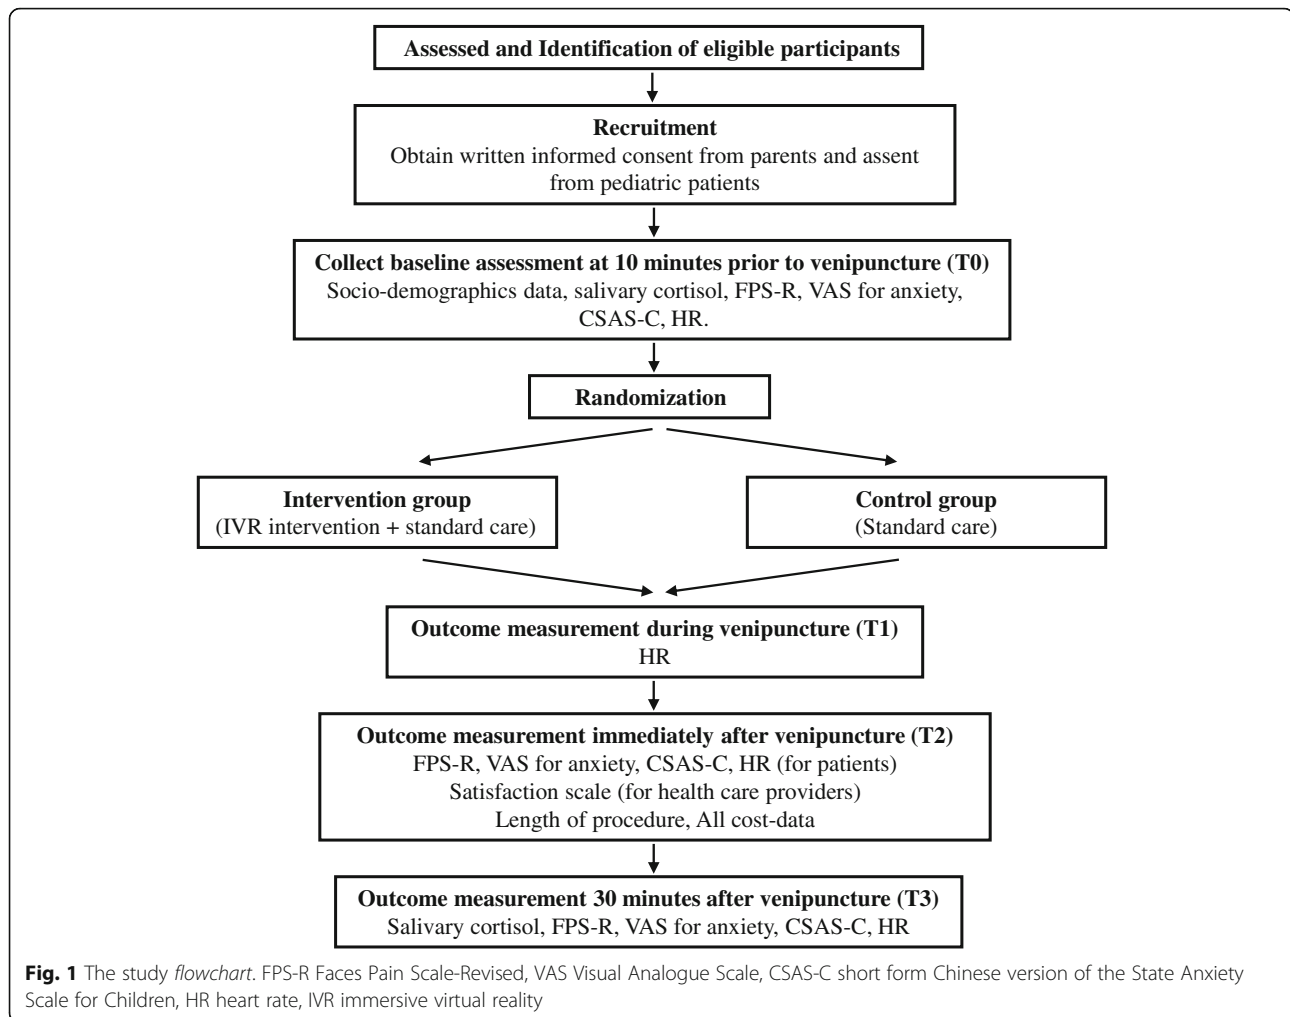 Assessed and Identification of eligible participants
Recruitment
Obtain written informed consent from parents and assent
from pediatric patients
Collect baseline assessment at 10 minutes prior to venipuncture (T0)
Socio-demographics data, salivary cortisol, FPS-R, VAS for anxiety,
CSAS-C, HR.
Randomization
Intervention group
(IVR intervention + standard care)
Control group
(Standard care)
Outcome measurement during venipuncture (T1)
HR
Outcome measurement immediately after venipuncture (T2)
FPS-R, VAS for anxiety, CSAS-C, HR (for patients)
Satisfaction scale (for health care providers)
Length of procedure, All cost-data
Outcome measurement 30 minutes after venipuncture (T3)
Salivary cortisol, FPS-R, VAS for anxiety, CSAS-C, HR
Fig. 1 The study flowchart. FPS-R Faces Pain Scale-Revised, VAS Visual Analogue Scale, CSAS-C short form Chinese version of the State Anxiety
Scale for Children, HR heart rate, IVR immersive virtual reality